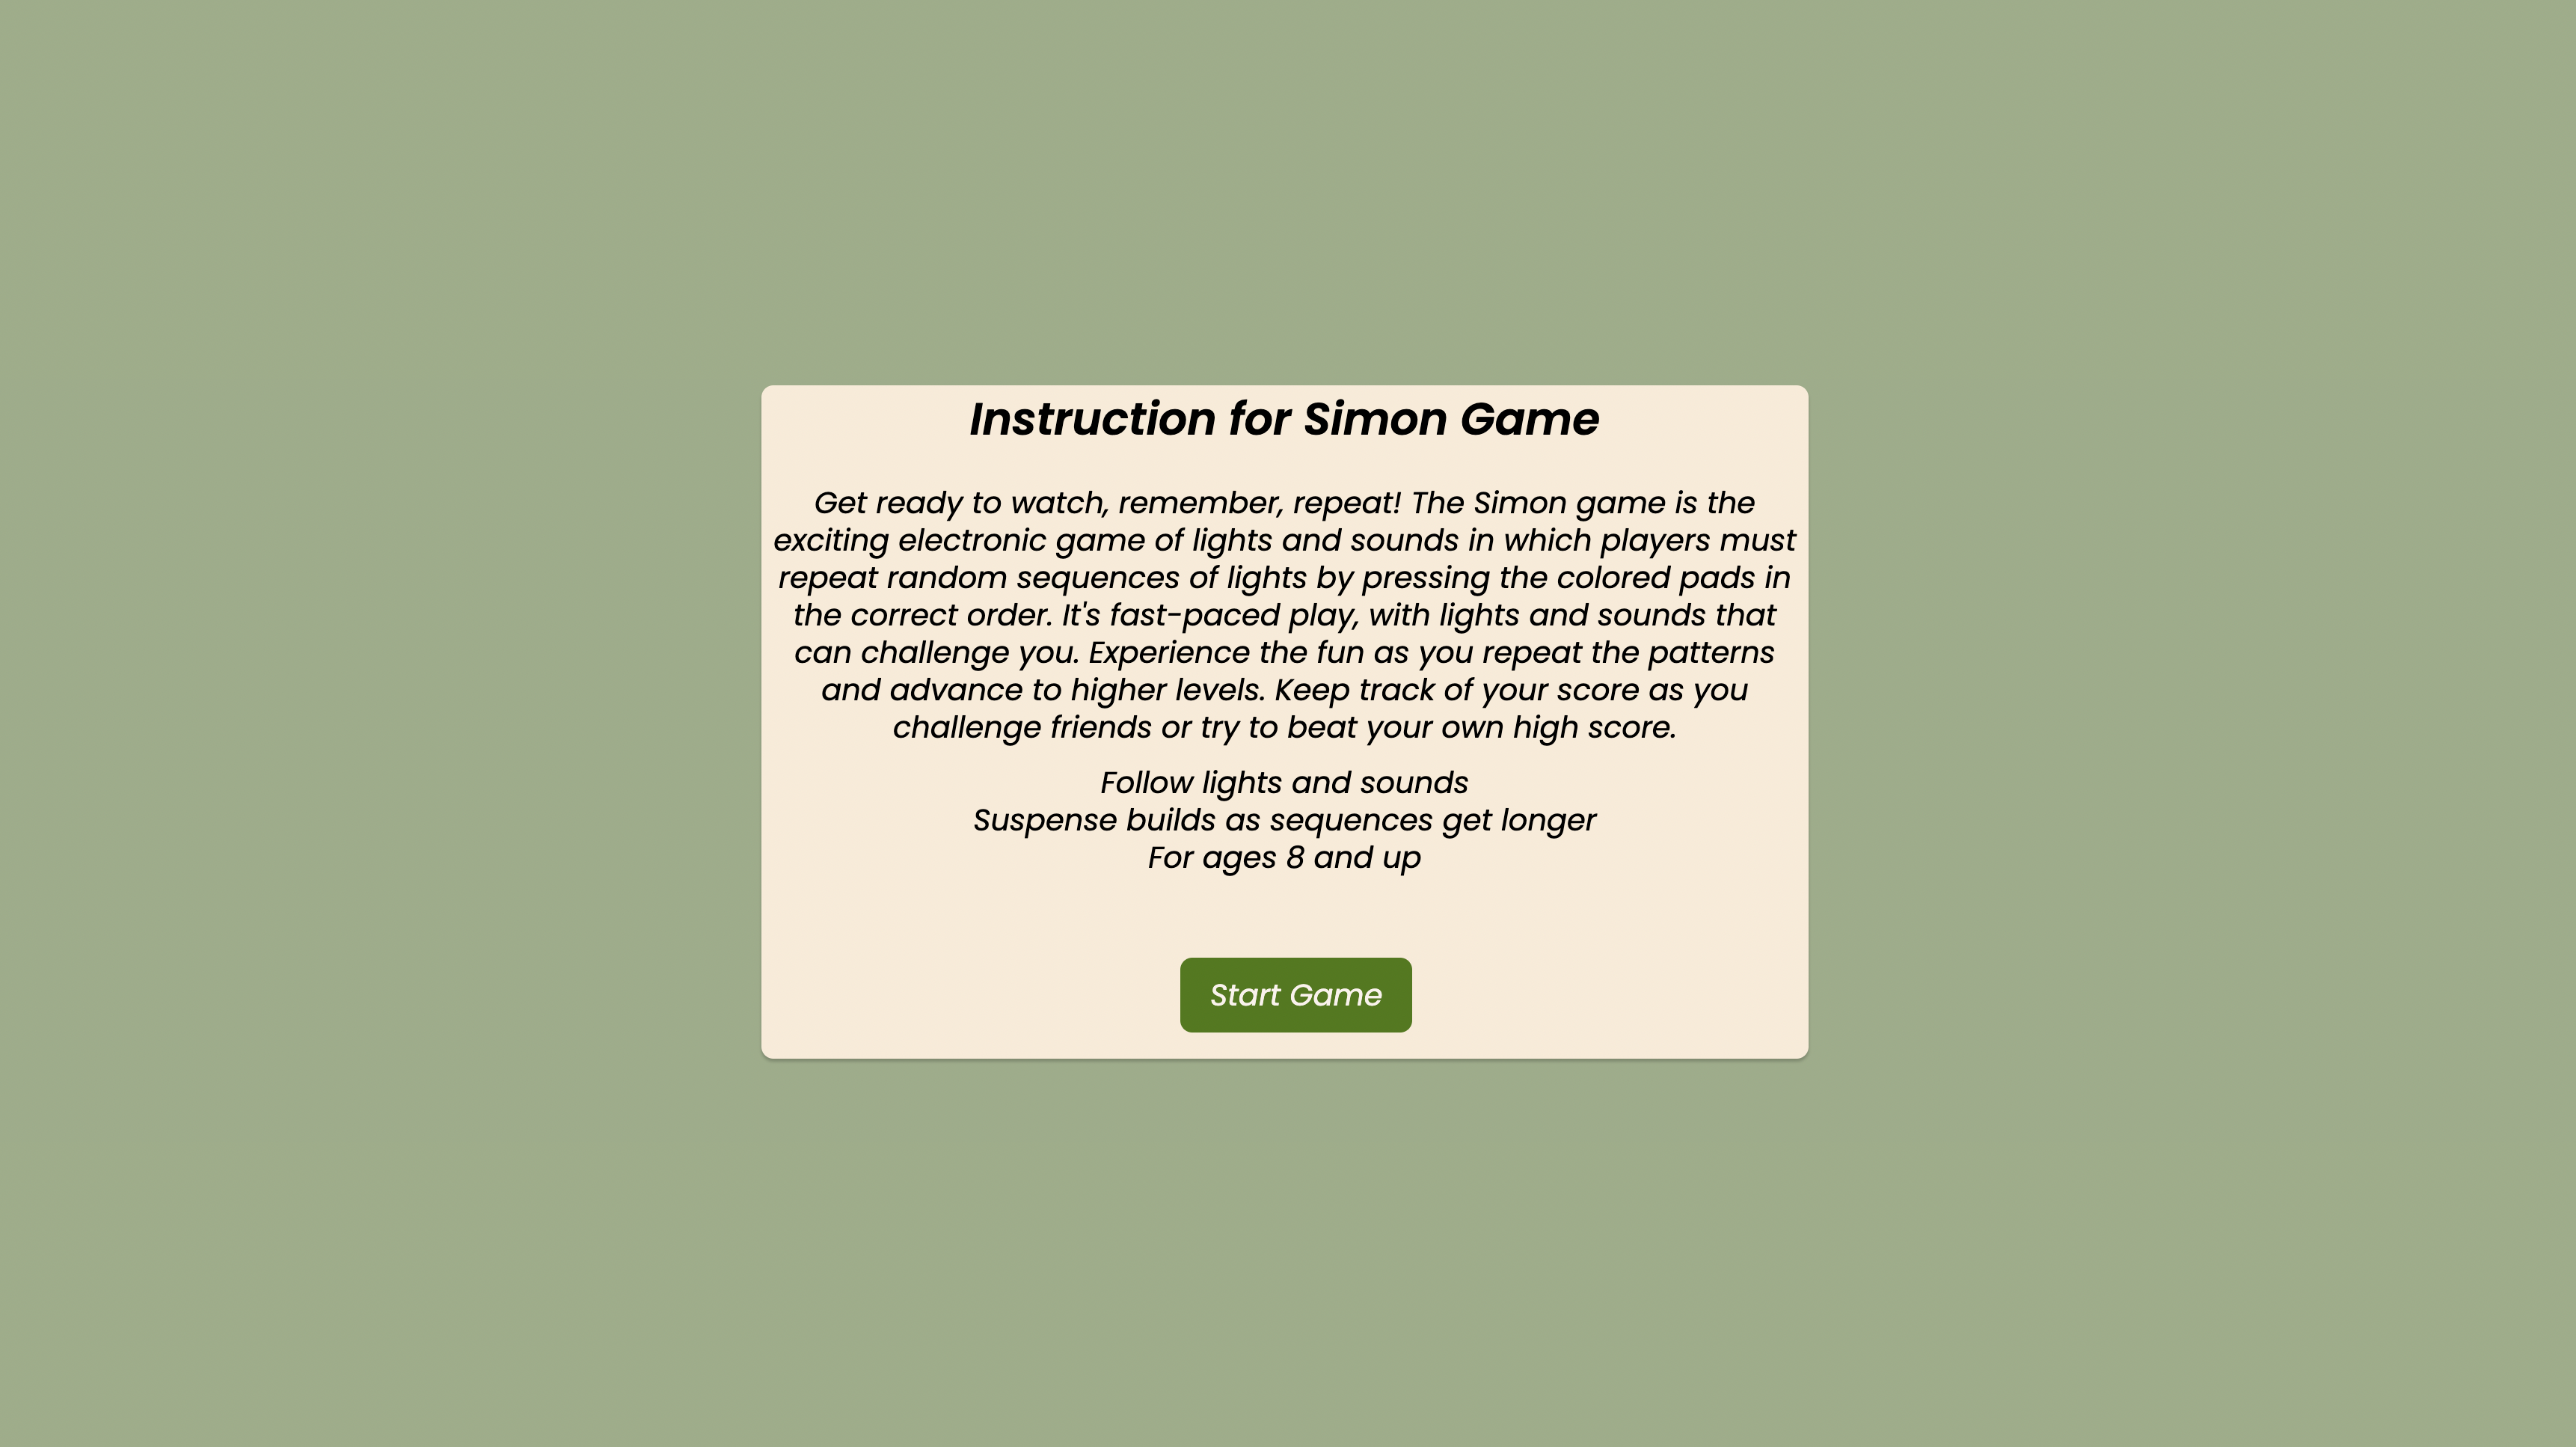 Instruction for Simon Game
Get ready to watch, remember, repeat! The Simon game is the
exciting electronic game of lights and sounds in which players must
repeat random sequences of lights by pressing the colored pads in
the correct order. It's fast-paced play, with lights and sounds that
can challenge you. Experience the fun as you repeat the patterns
and advance to higher levels. Keep track of your score as you
challenge friends or try to beat your own high score.
Follow lights and sounds
Suspense builds as sequences get longer
For ages 8 and up
Start Game